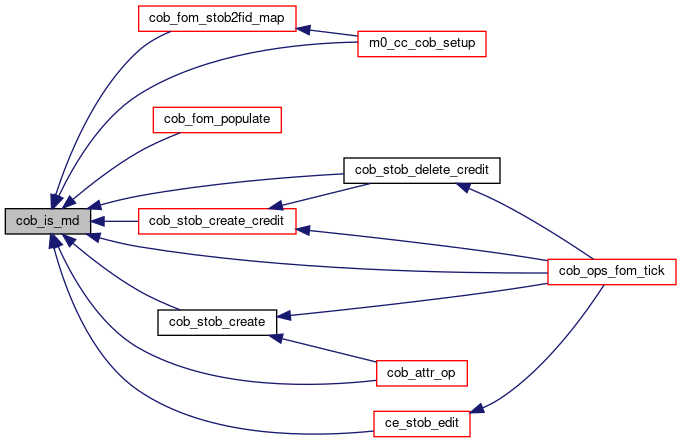 cob_fom_stob2fid_map
m0_cc_cob_setup
cob_fom_populate
cob_stob_delete_credit
cob_is_md
cob_stob_create_credit
cob_ops_fom_tick
cob_stob_create
cob_attr_op
ce_stob_edit